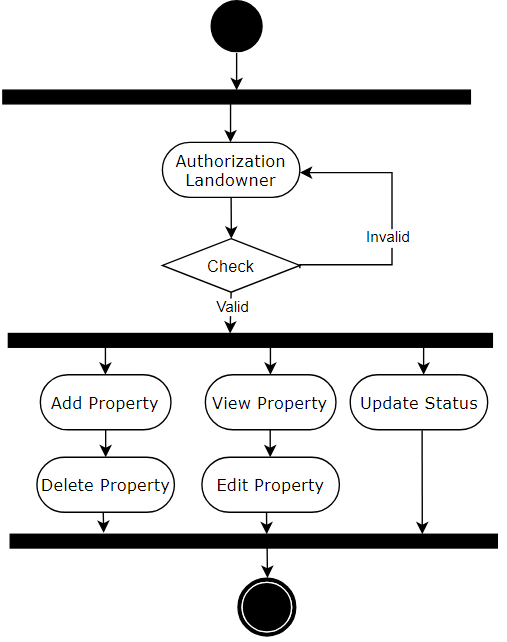 Authorization
Landowner
Invalid
Check
Valid
Add Property
View Property
Update Status
Delete Property
Edit Property